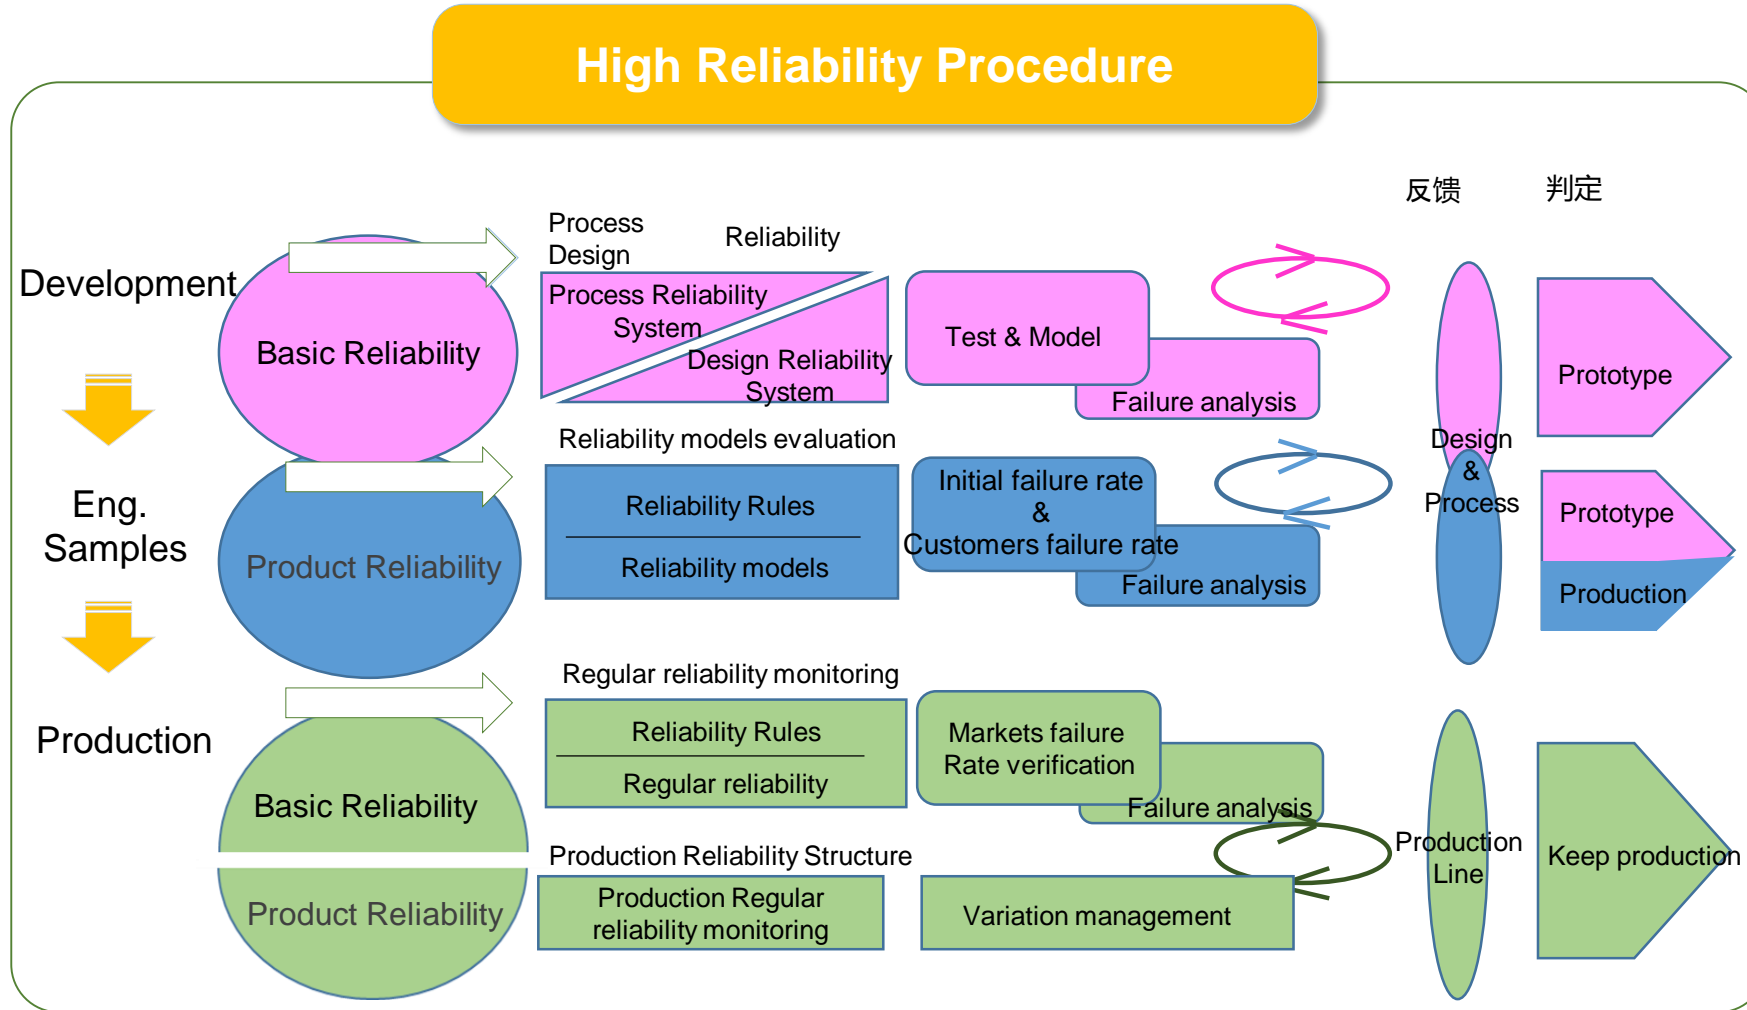 High Reliability Procedure
反馈
判定
Process
Design
Reliability
Development
Basic Reliability
Process Reliability
System
Design Reliability
System
Test & Model
Failure analysis
Prototype
Reliability models evaluation
Eng.
Samples
Product Reliability
Reliability Rules
Reliability models
Initial failure rate
&
Customers failure rate
Failure analysis
Design
&
Process
Prototype
Production
Regular reliability monitoring
Production
Basic Reliability
Reliability Rules
Regular reliability
Markets failure
Rate verification
Failure analysis
Production Reliability Structure
Product Reliability
Production Regular
reliability monitoring
Variation management
Production
Line
Keep production